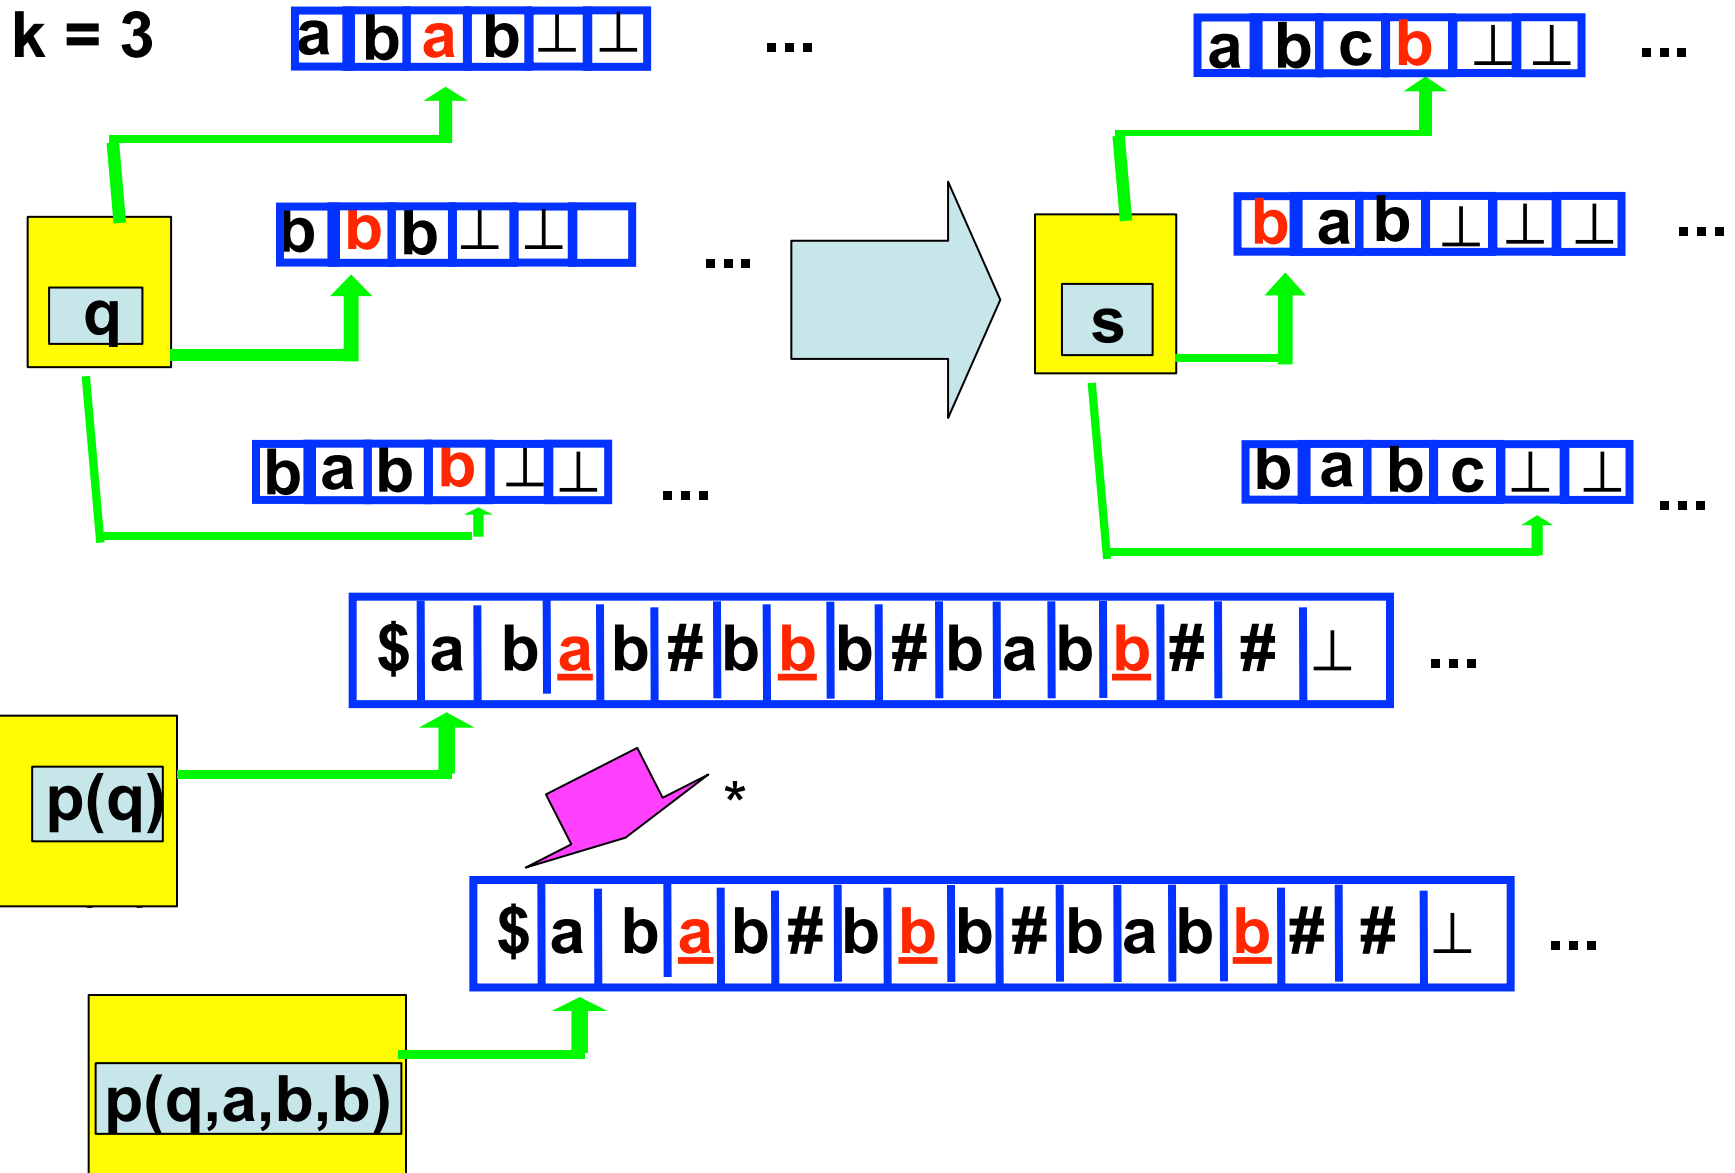 k = 3
a b a b ⊥ ⊥ ...
a b c b ⊥ ⊥ ...
b b b ⊥ ⊥ ...
b a b ⊥ ⊥ ⊥ ...
q
s
b a b b ⊥ ⊥ ...
b a b c ⊥ ⊥ ...
$ a b a b # b b b # b a b b # # ⊥ ...
p(q)
*
$ a b a b # b b b # b a b b # # ⊥ ...
p(q,a,b,b)